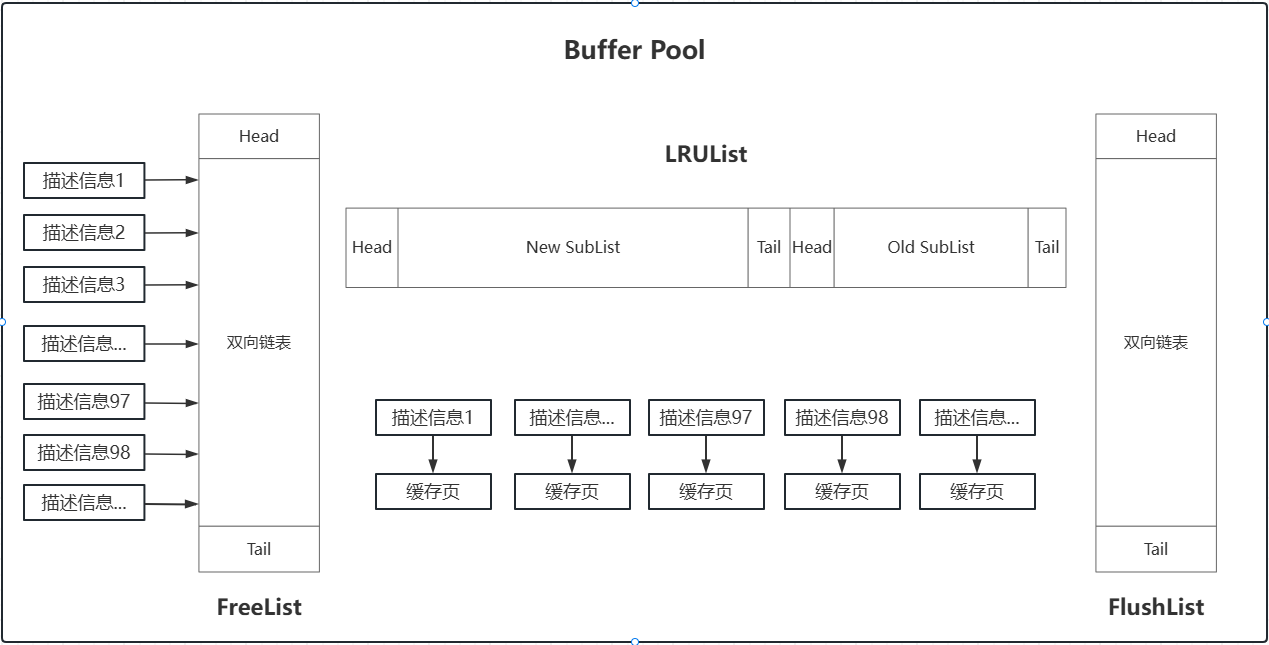 Buffer Pool
Head
描述信息1
描述信息2
描述信息3
描述信息...
描述信息97
描述信息98
描述信息...
双向链表
Tail
FreeList
LRUList
Head
New SubList
Tail
Head
Old SubList
Tail
描述信息1
描述信息...
描述信息97
描述信息98
描述信息...
缓存页
缓存页
缓存页
缓存页
缓存页
Head
双向链表
Tail
FlushList